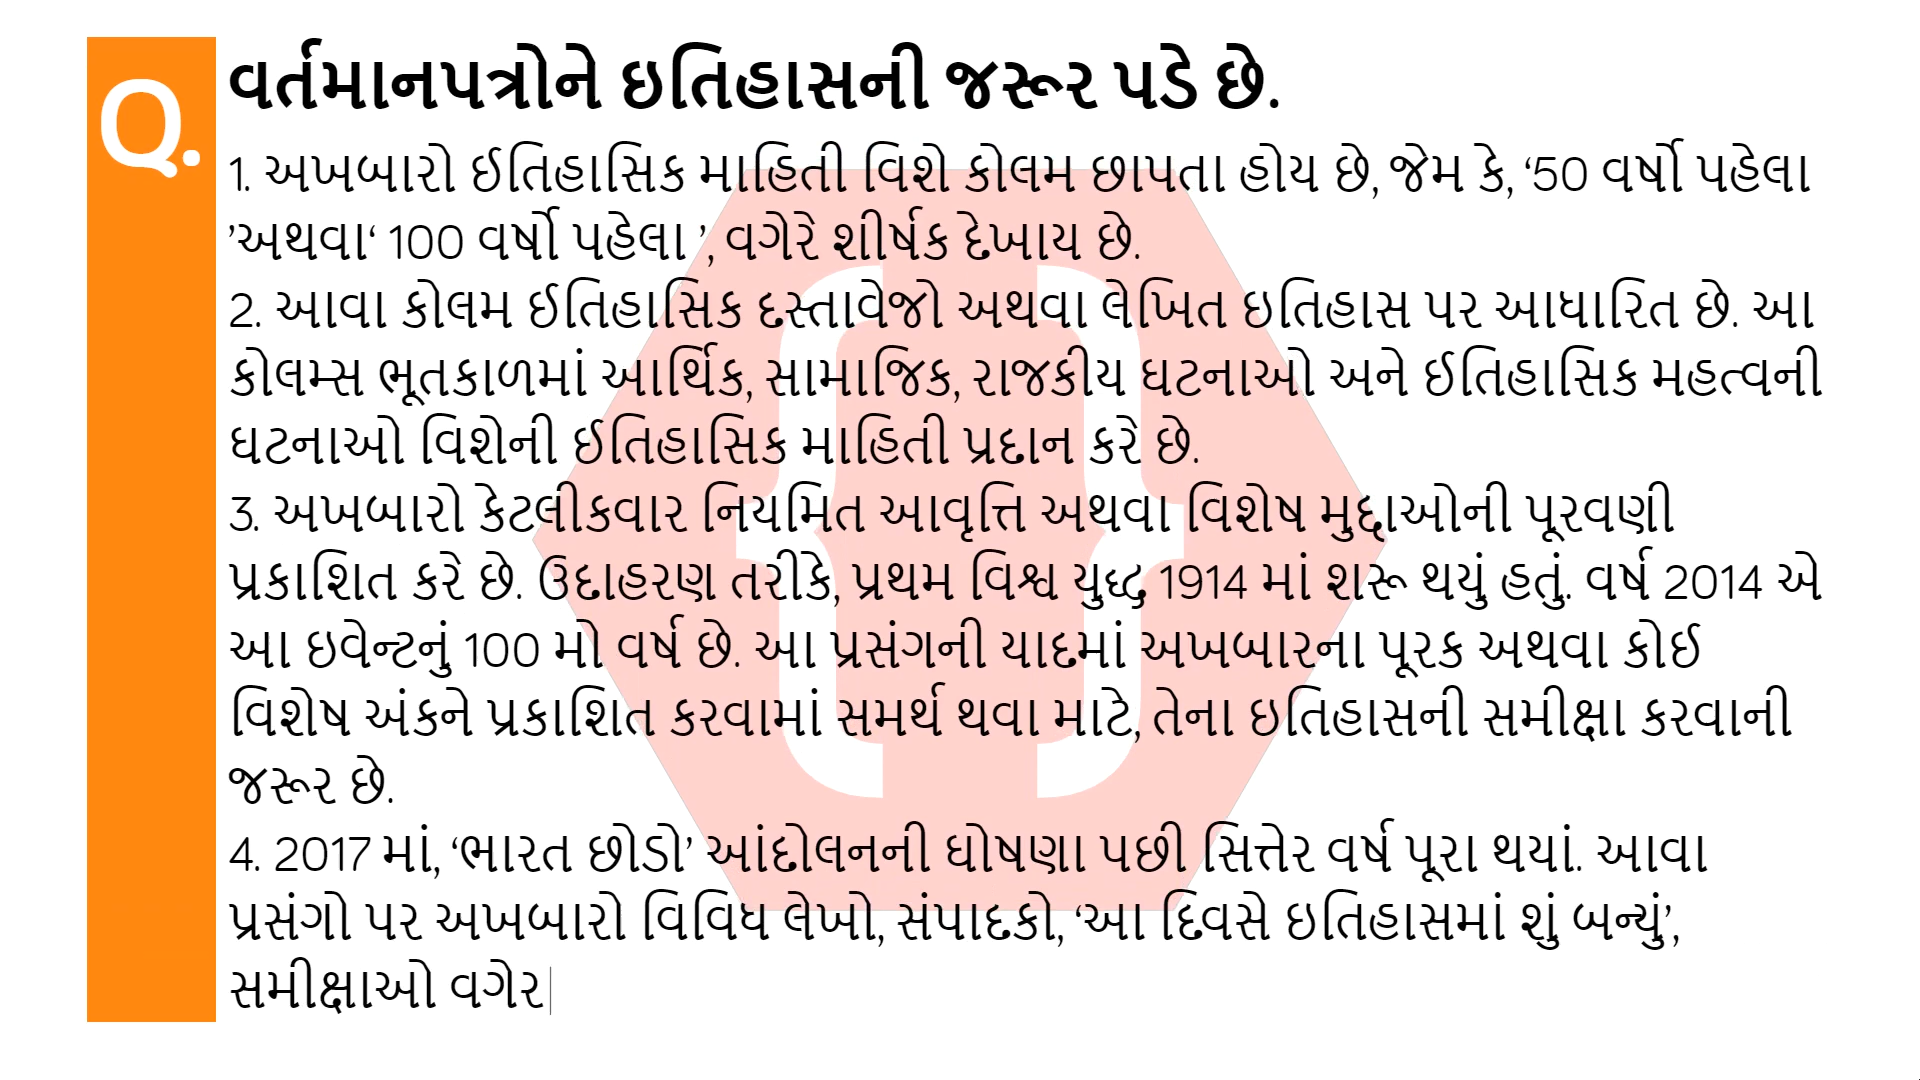 Q.
વર્તમાનપત્રોને ઇતિહાસની જરૂર પડે છે.
1. અખબારો ઈતિહાસિક માહિતી વિશે કોલમ છાપતા હોય છે, જેમ કે, ‘50 વર્ષો પહેલા
’અથવા‘ 100 વર્ષો પહેલા ’, વગેરે શીર્ષક દેખાય છે.
2. આવા કોલમ ઈતિહાસિક દસ્તાવેજો અથવા લેખિત ઇતિહાસ પર આધારિત છે. આ
કોલમ્સ ભૂતકાળમાં આર્થિક, સામાજિક, રાજકીય ઘટનાઓ અને ઈતિહાસિક મહત્વની
ઘટનાઓ વિશેની ઈતિહાસિક માહિતી પ્રદાન કરે છે.
3. અખબારો કેટલીકવાર નિયમિત આવૃત્તિ અથવા વિશેષ મુદ્દાઓની પૂરવણી
પ્રકાશિત કરે છે. ઉદાહરણ તરીકે, પ્રથમ વિશ્વ યુદ્ધ 1914 માં શરૂ થયું હતું. વર્ષ 2014 એ
આ ઇવેન્ટનું 100 મો વર્ષ છે. આ પ્રસંગની યાદમાં અખબારના પૂરક અથવા કોઈ
વિશેષ અંકને પ્રકાશિત કરવામાં સમર્થ થવા માટે, તેના ઇતિહાસની સમીક્ષા કરવાની
જરૂર છે.
4. 2017 માં, ‘ભારત છોડો’ આંદોલનની ઘોષણા પછી સિત્તેર વર્ષ પૂરા થયાં. આવા
પ્રસંગો પર અખબારો વિવિધ લેખો, સંપાદકો, ‘આ દિવસે ઇતિહાસમાં શું બન્યું’,
સમીક્ષાઓ વગેર